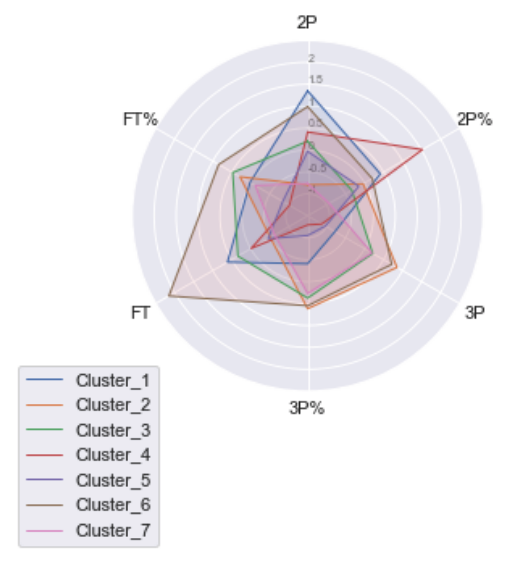 2P
2
1.5
FT%
1
2P%
0.5
0
-0.5
-1
FT
3P
3P%
Cluster_1
Cluster_2
Cluster_3
Cluster_4
Cluster_5
Cluster_6
Cluster_7